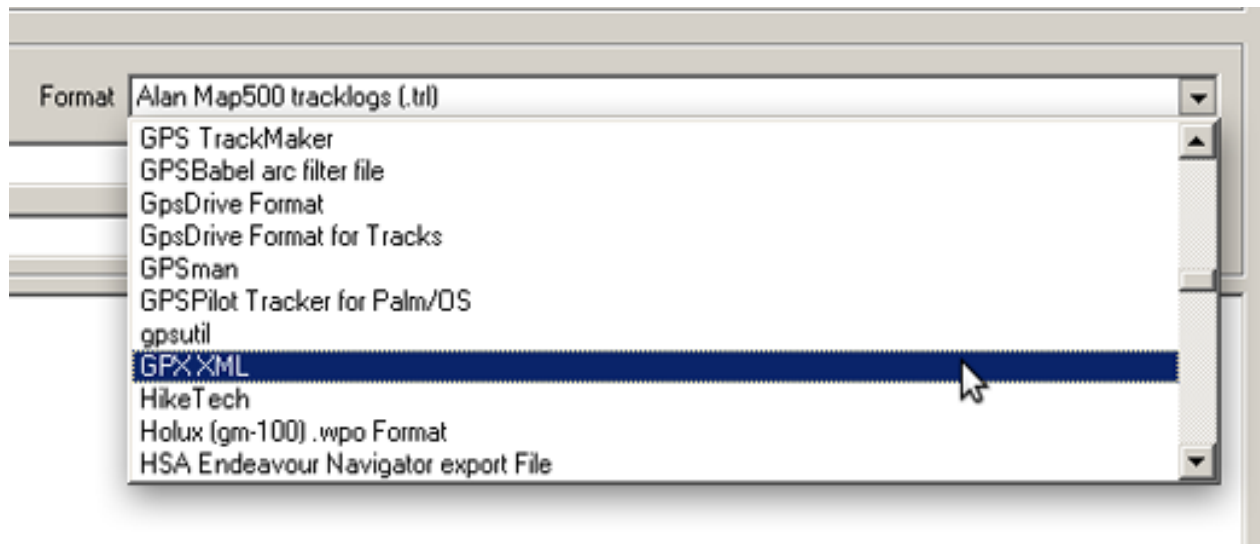 Format Alan Map500 tracklogs (.trl)
GPS TrackMaker
GPSBabel arc filter file
GpsDrive Format
GpsDrive Format for Tracks
GPSman
GPSPilot Tracker for Palm/OS
gpsutil
GPX XML
HikeTech
Holux (gm-100) .wpo Format
HSA Endeavour Navigator export File